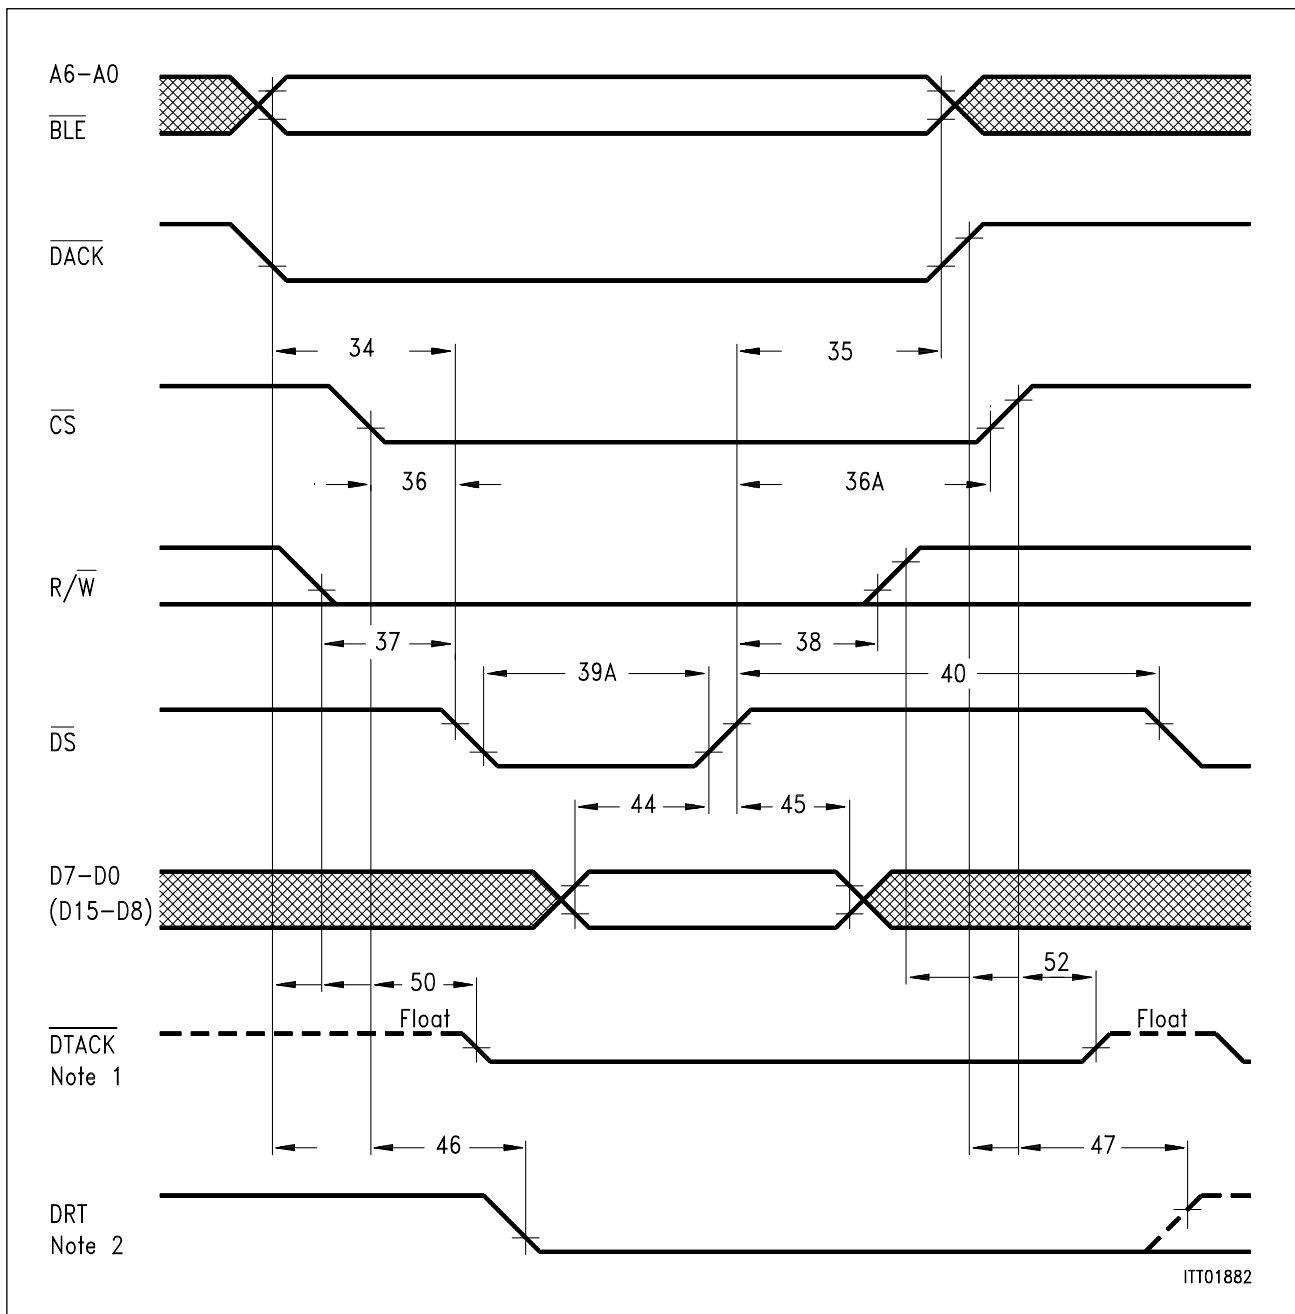 A6-A0
BLE
DACK
34
35
CS
36
36A
R/W
37
38
39A
40
DS
44
45
D7-D0
(D15-D8)
50
52
Float
Float
DTACK
Note 1
46
47
DRT
Note 2
ITT01882